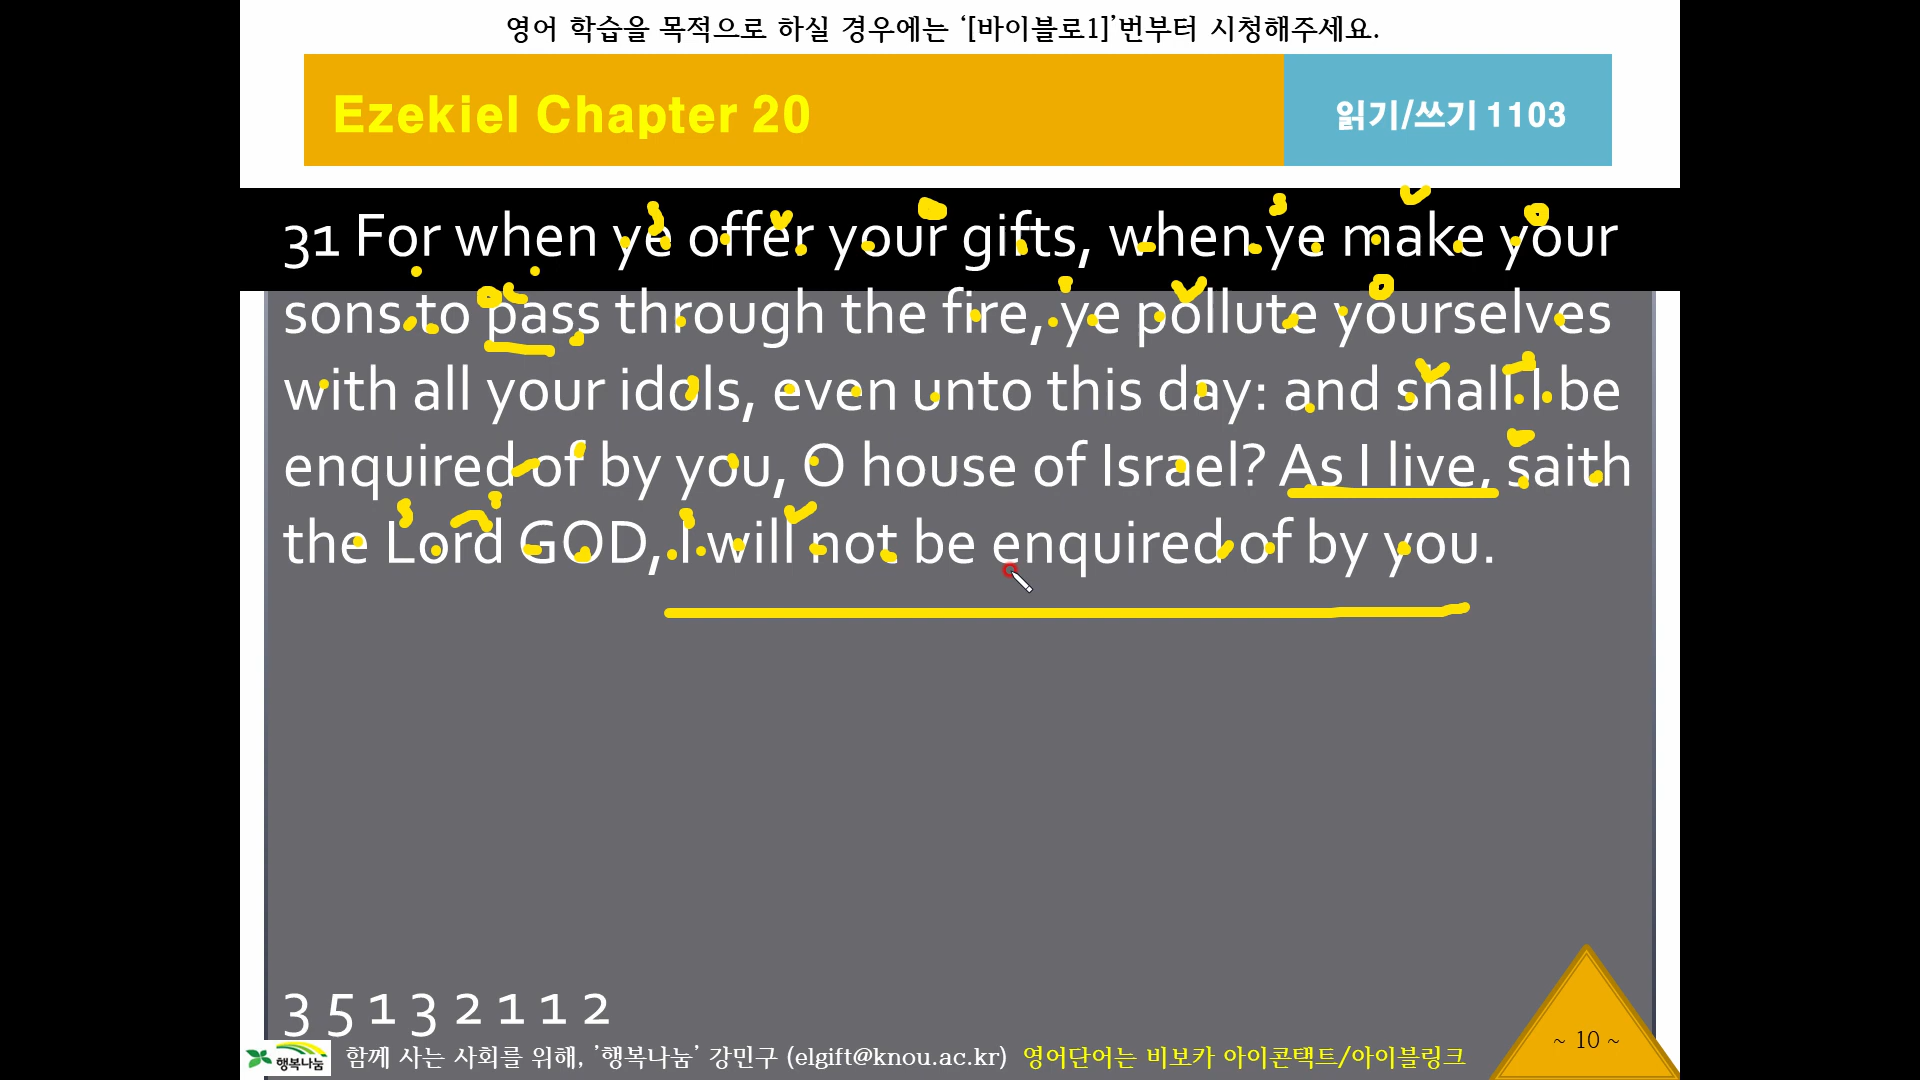 영어 학습을 목적으로 하실 경우에는 ‘[바이블로1]’번부터 시청해주세요.
Ezekiel Chapter 20
읽기/쓰기 1103
31 For when ye offer your gifts, when ye make your
sons to pass through the fire, ye pollute yourselves
with all your idols, even unto this day: and shall I be
enquired of by you, O house of Israel? As I live, saith
the Lord GOD, I will not be enquired of by you.
3 5 1 3 2 1 1 2
~ 10 ~
행복나눔 함께 사는 사회를 위해, ’행복나눔’ 강민구 (elgift@knou.ac.kr) 영어단어는 비보카 아이콘택트/아이블링크